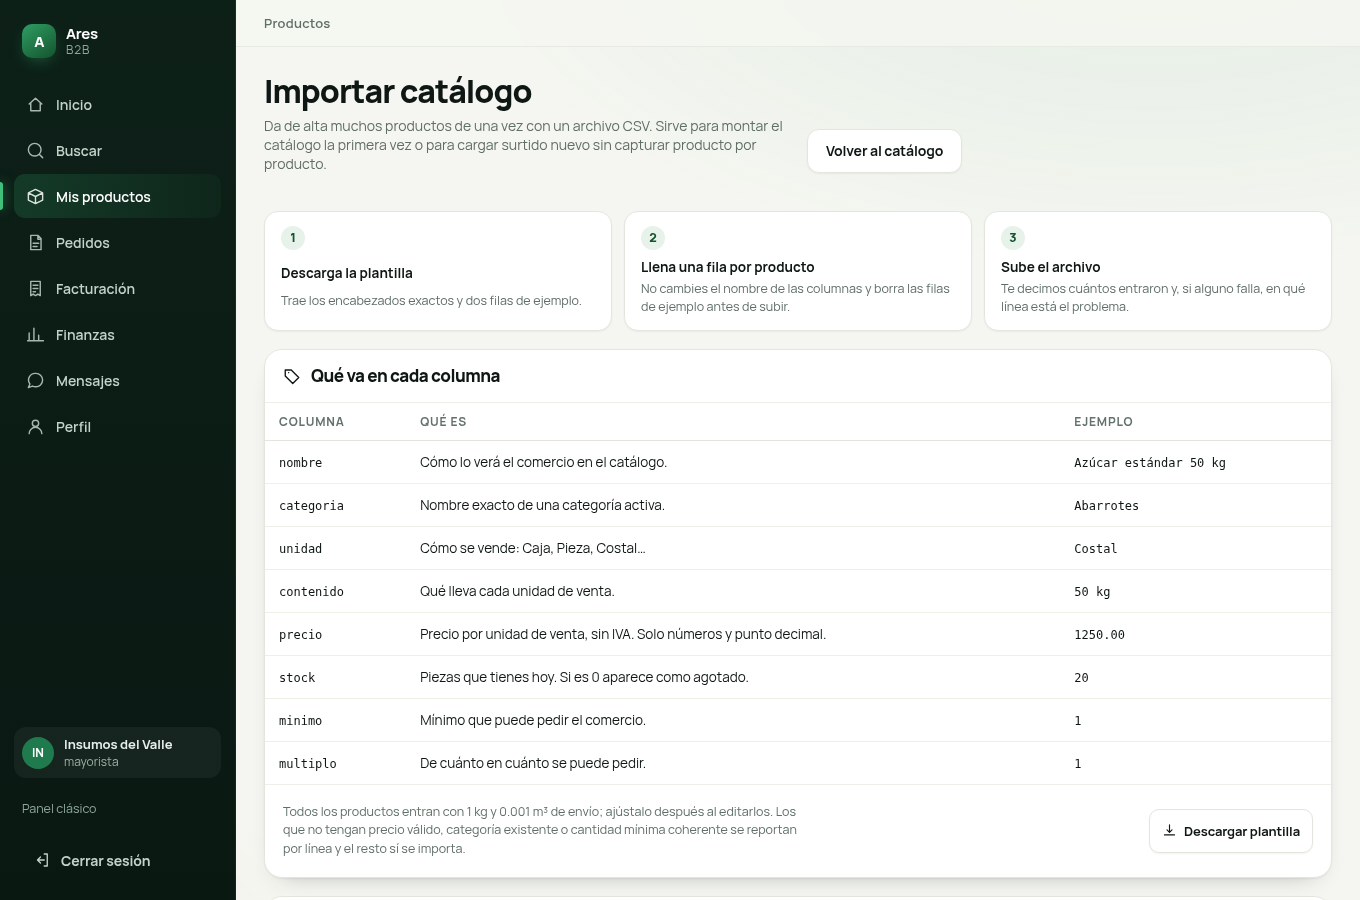 A
Ares
B2B
Inicio
Buscar
Mis productos
Pedidos
Facturación
Finanzas
Mensajes
Perfil
IN
Insumos del Valle
mayorista
Panel clásico
Cerrar sesión
Productos
Importar catálogo
Da de alta muchos productos de una vez con un archivo CSV. Sirve para montar el
catálogo la primera vez o para cargar surtido nuevo sin capturar producto por
producto.
Volver al catálogo
1
Descarga la plantilla
Trae los encabezados exactos y dos filas de ejemplo.
2
Llena una fila por producto
No cambies el nombre de las columnas y borra las filas
de ejemplo antes de subir.
3
Sube el archivo
Te decimos cuántos entraron y, si alguno falla, en qué
línea está el problema.
Qué va en cada columna
COLUMNA QUÉ ES EJEMPLO
nombre Cómo lo verá el comercio en el catálogo. Azúcar estándar 50 kg
categoria Nombre exacto de una categoría activa. Abarrotes
unidad Cómo se vende: Caja, Pieza, Costal… Costal
contenido Qué lleva cada unidad de venta. 50 kg
precio Precio por unidad de venta, sin IVA. Solo números y punto decimal. 1250.00
stock Piezas que tienes hoy. Si es 0 aparece como agotado. 20
minimo Mínimo que puede pedir el comercio. 1
multiplo De cuánto en cuánto se puede pedir. 1
Todos los productos entran con 1 kg y 0.001 m³ de envío; ajústalo después al editarlos. Los
que no tengan precio válido, categoría existente o cantidad mínima coherente se reportan
por línea y el resto sí se importa.
Descargar plantilla